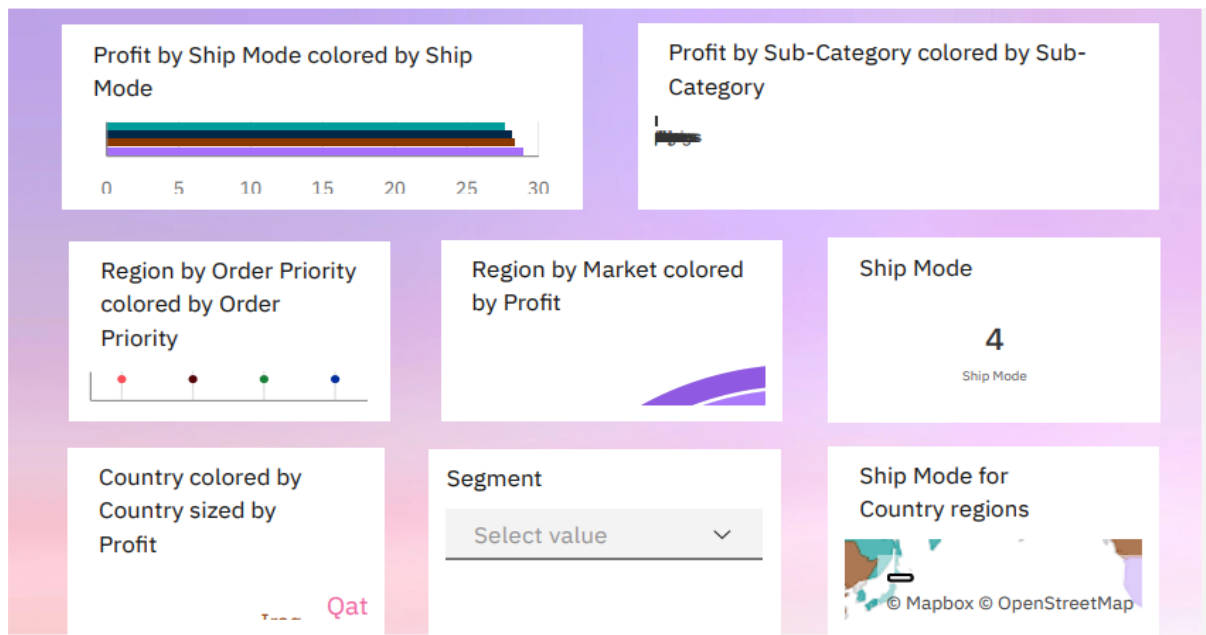 Profit by Ship Mode colored by Ship
Mode
0 5 10 15 20 25 30
Profit by Sub-Category colored by Sub-
Category
Region by Order Priority
colored by Order
Priority
Region by Market colored
by Profit
Ship Mode
4
Ship Mode
Country colored by
Country sized by
Profit
Qat
Segment
Select value
Ship Mode for
Country regions
© Mapbox © OpenStreetMap